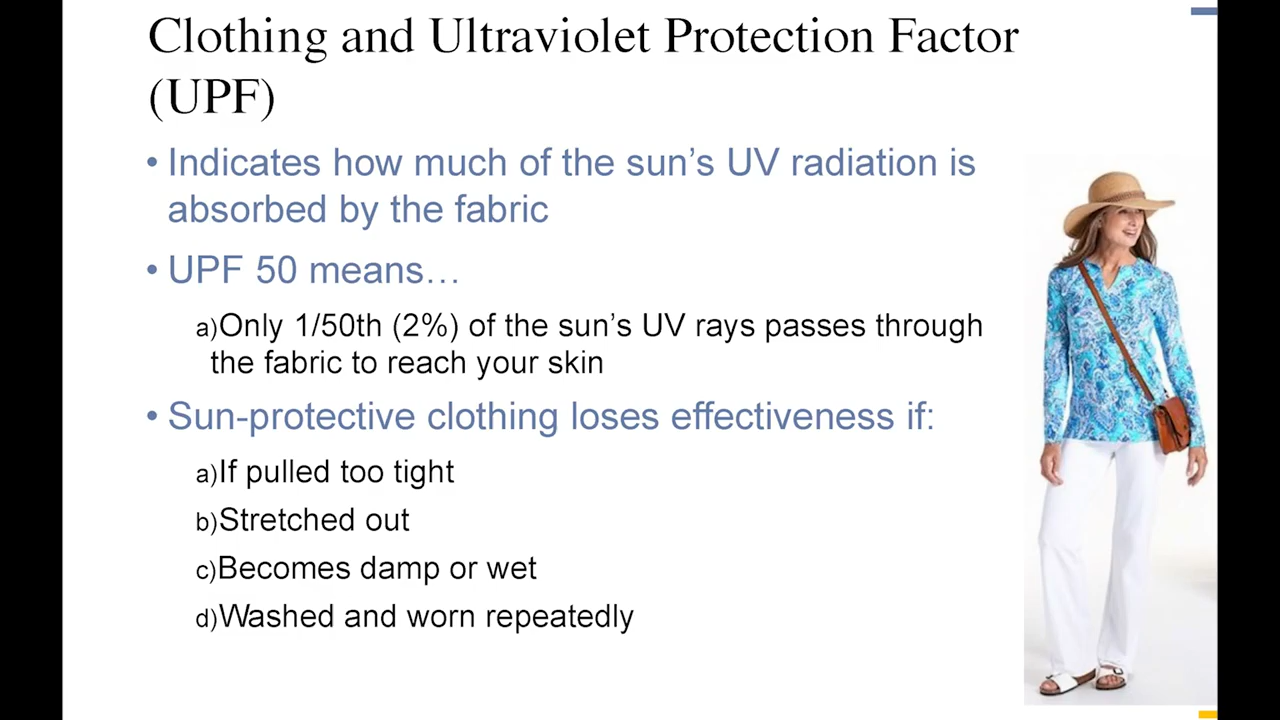 Clothing and Ultraviolet Protection Factor
(UPF)
• Indicates how much of the sun’s UV radiation is
absorbed by the fabric
• UPF 50 means…
a)Only 1/50th (2%) of the sun’s UV rays passes through
the fabric to reach your skin
• Sun-protective clothing loses effectiveness if:
a)If pulled too tight
b)Stretched out
c)Becomes damp or wet
d)Washed and worn repeatedly